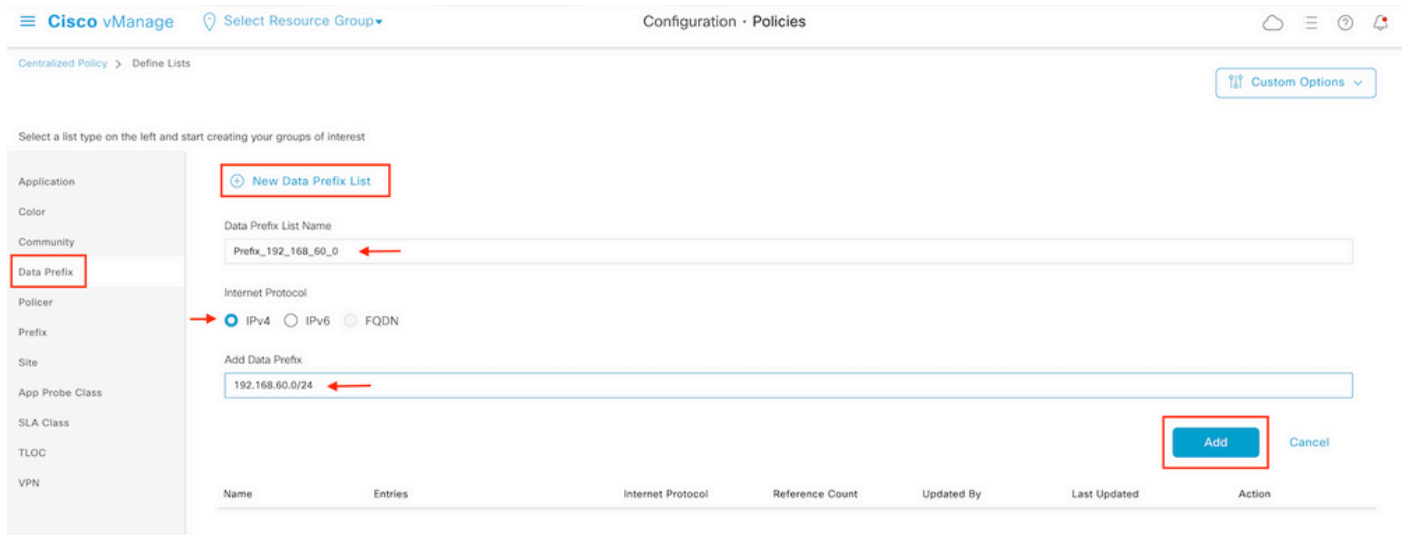 Cisco vManage
Select Resource Group
Configuration · Policies
Centralized Policy > Define Lists
Custom Options
Select a list type on the left and start creating your groups of interest
Application
Color
Community
Data Prefix
Policer
Prefix
Site
App Probe Class
SLA Class
TLOC
VPN
New Data Prefix List
Data Prefix List Name
Prefix_192_168_60_0
Internet Protocol
IPv4 IPv6 FQDN
Add Data Prefix
192.168.60.0/24
Add Cancel
Name Entries Internet Protocol Reference Count Updated By Last Updated Action